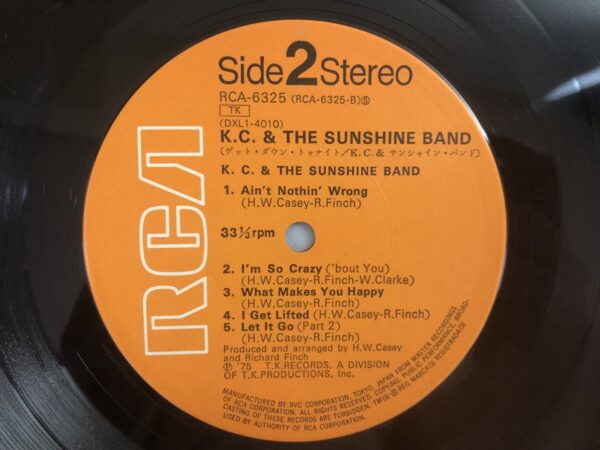 Side 2 Stereo
RCA-6325 (RCA-6325-B)Ⓢ
TK
(DXL1-4010)
K.C. & THE SUNSHINE BAND
(ゲット・ダウン・トゥナイト/K.C.& サンシャイン・バンド)
K. C. & THE SUNSHINE BAND
1. Ain't Nothin' Wrong
(H.W.Casey-R.Finch)
33⅓ rpm
RCA
2. I'm So Crazy ('bout You)
(H.W.Casey-R.Finch-W.Clarke)
3. What Makes You Happy
(H.W.Casey-R.Finch)
4. I Get Lifted (H.W.Casey-R.Finch)
5. Let It Go (Part 2)
(H.W.Casey-R.Finch)
Produced and arranged by H.W.Casey
and Richard Finch
Ⓟ '75 T.K.RECORDS, A DIVISION
OF T.K.PRODUCTIONS, Inc.
MANUFACTURED BY RVC CORPORATION, TOKYO, JAPAN FROM MASTER RECORDINGS
OF RCA CORPORATION. ALL RIGHTS RESERVED. COPYING, PUBLIC PERFORMANCE, BROAD-
CASTING OF THESE RECORDS ARE FORBIDDEN. TM(S) ® REG MARCA(S) REGISTRADA(S)
USED BY AUTHORITY OF RCA CORPORATION